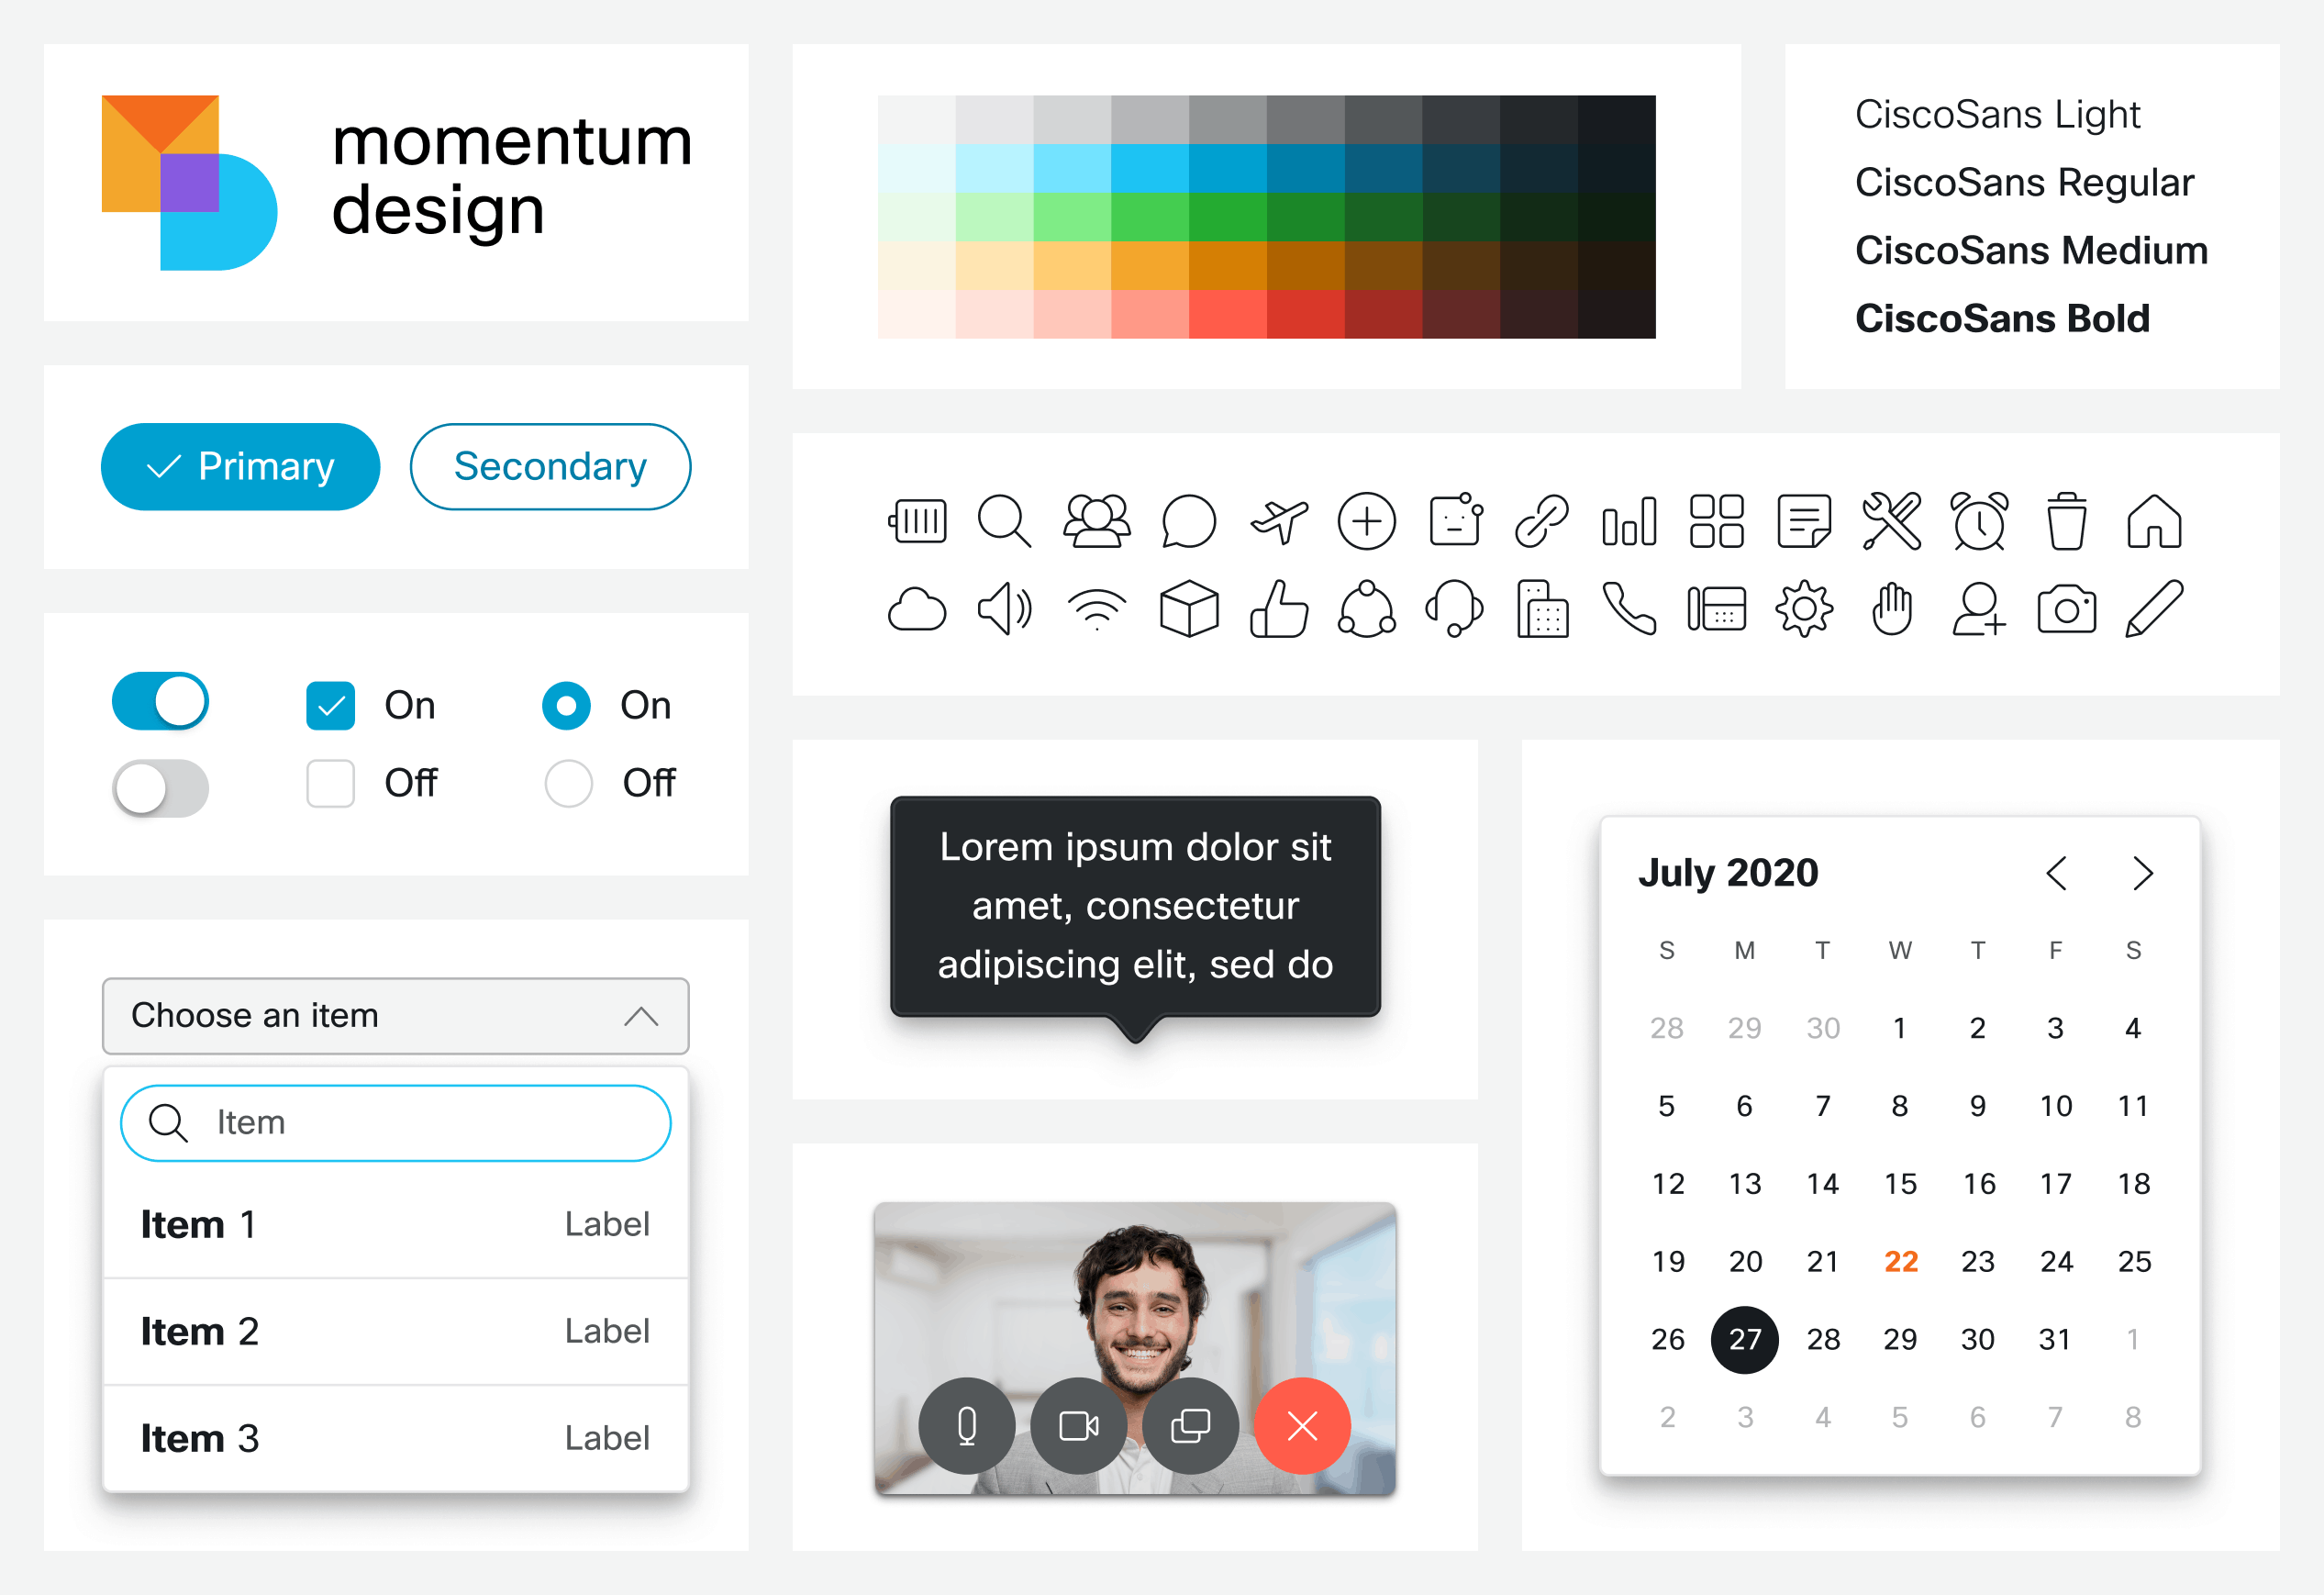 momentum
design
CiscoSans Light
CiscoSans Regular
CiscoSans Medium
CiscoSans Bold
Primary
Secondary
On
On
Off
Off
Choose an item
Item
Item 1 Label
Item 2 Label
Item 3 Label
Lorem ipsum dolor sit
amet, consectetur
adipiscing elit, sed do
July 2020
S M T W T F S
28 29 30 1 2 3 4
5 6 7 8 9 10 11
12 13 14 15 16 17 18
19 20 21 22 23 24 25
26 27 28 29 30 31 1
2 3 4 5 6 7 8